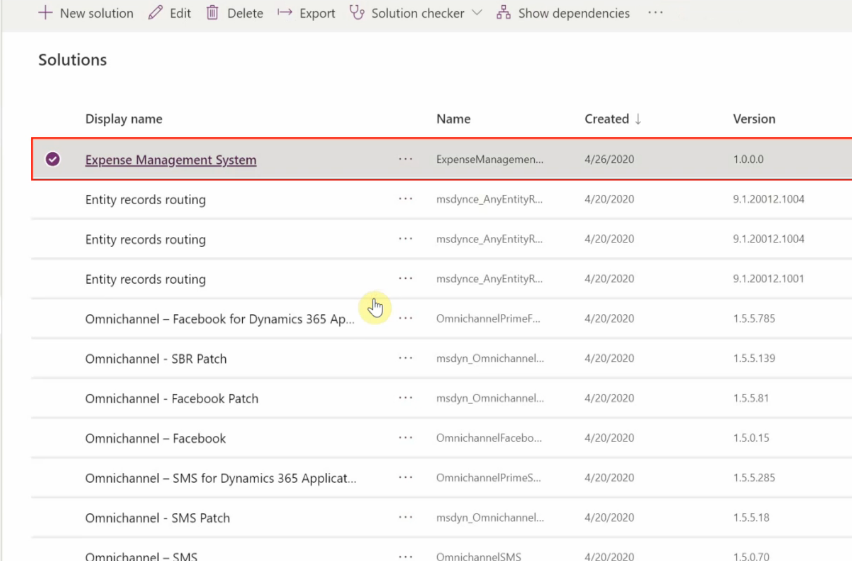 New solution Edit Delete Export Solution checker Show dependencies ...
Solutions
Display name Name Created ↓ Version
Expense Management System ... ExpenseManagemen... 4/26/2020 1.0.0.0
Entity records routing ... msdynce_AnyEntityR... 4/20/2020 9.1.20012.1004
Entity records routing ... msdynce_AnyEntityR... 4/20/2020 9.1.20012.1004
Entity records routing ... msdynce_AnyEntityR... 4/20/2020 9.1.20012.1001
Omnichannel – Facebook for Dynamics 365 Ap... ... OmnichannelPrimeF... 4/20/2020 1.5.5.785
Omnichannel - SBR Patch ... msdyn_Omnichannel... 4/20/2020 1.5.5.139
Omnichannel - Facebook Patch ... msdyn_Omnichannel... 4/20/2020 1.5.5.81
Omnichannel – Facebook ... OmnichannelFacebo... 4/20/2020 1.5.0.15
Omnichannel – SMS for Dynamics 365 Applicat... ... OmnichannelPrimeS... 4/20/2020 1.5.5.285
Omnichannel - SMS Patch ... msdyn_Omnichannel... 4/20/2020 1.5.5.18
Omnichannel – SMS ... OmnichannelSMS 4/20/2020 1.5.0.70